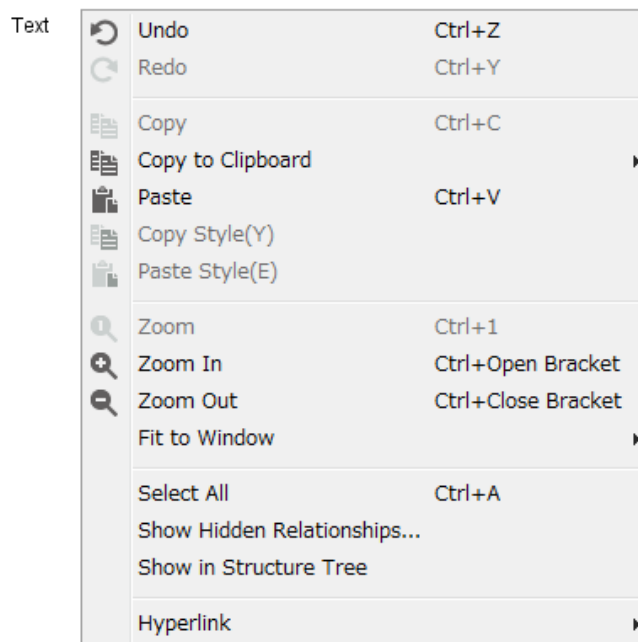 Text
Undo Ctrl+Z
Redo Ctrl+Y
Copy Ctrl+C
Copy to Clipboard
Paste Ctrl+V
Copy Style(Y)
Paste Style(E)
Zoom Ctrl+1
Zoom In Ctrl+Open Bracket
Zoom Out Ctrl+Close Bracket
Fit to Window
Select All Ctrl+A
Show Hidden Relationships...
Show in Structure Tree
Hyperlink